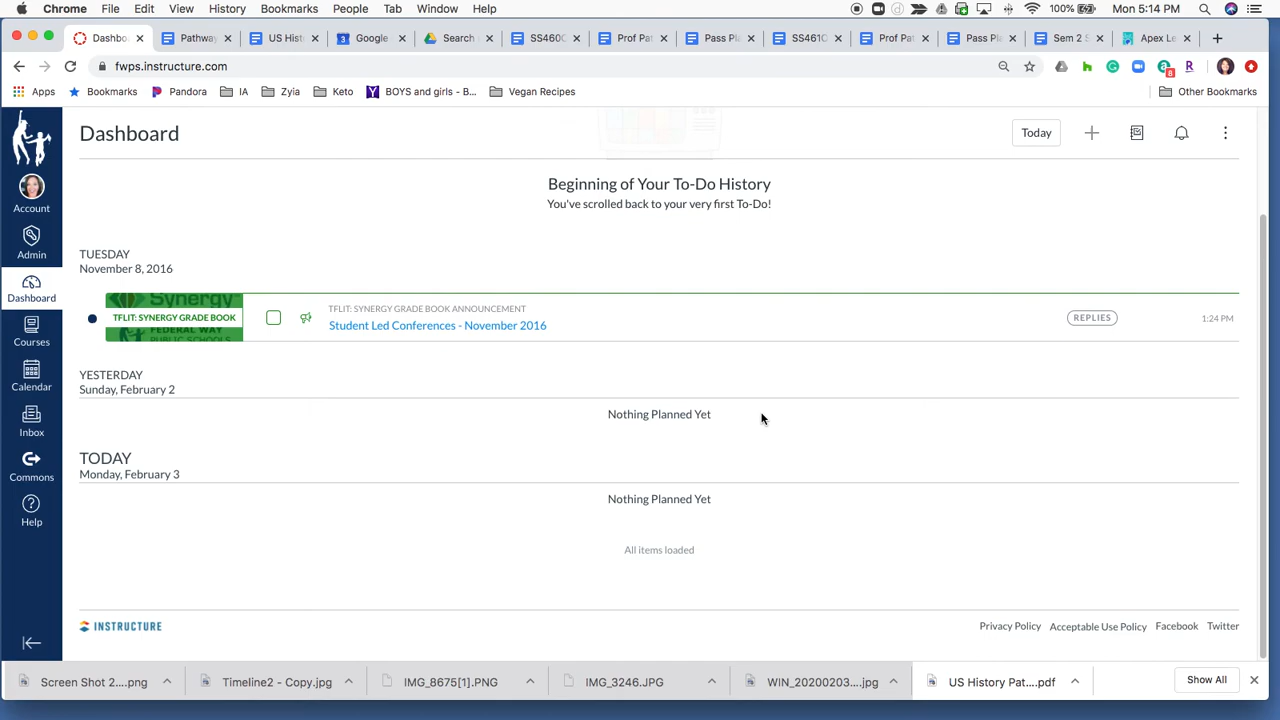 Chrome File Edit View History Bookmarks People Tab Window Help 100% Mon 5:14 PM
Dashbo Pathway US Hist Google Search SS460C Prof Pat Pass Pla SS461C Prof Pat Pass Pl Sem 2 S Apex Le
fwps.instructure.com 8
Apps Bookmarks Pandora IA Zyia Keto BOYS and girls - B... Vegan Recipes Other Bookmarks
Dashboard Today
Account
Admin
Dashboard
Courses
Calendar
Inbox
Commons
Help
Beginning of Your To-Do History
You've scrolled back to your very first To-Do!
TUESDAY
November 8, 2016
Synergy
TFLIT: SYNERGY GRADE BOOK
FEDERAL WAY
PUBLIC SCHOOLS
TFLIT: SYNERGY GRADE BOOK ANNOUNCEMENT
Student Led Conferences - November 2016
REPLIES 1:24 PM
YESTERDAY
Sunday, February 2
Nothing Planned Yet
TODAY
Monday, February 3
Nothing Planned Yet
All items loaded
INSTRUCTURE Privacy Policy Acceptable Use Policy Facebook Twitter
Screen Shot 2....png Timeline2 - Copy.jpg IMG_8675[1].PNG IMG_3246.JPG WIN_20200203....jpg US History Pat....pdf Show All